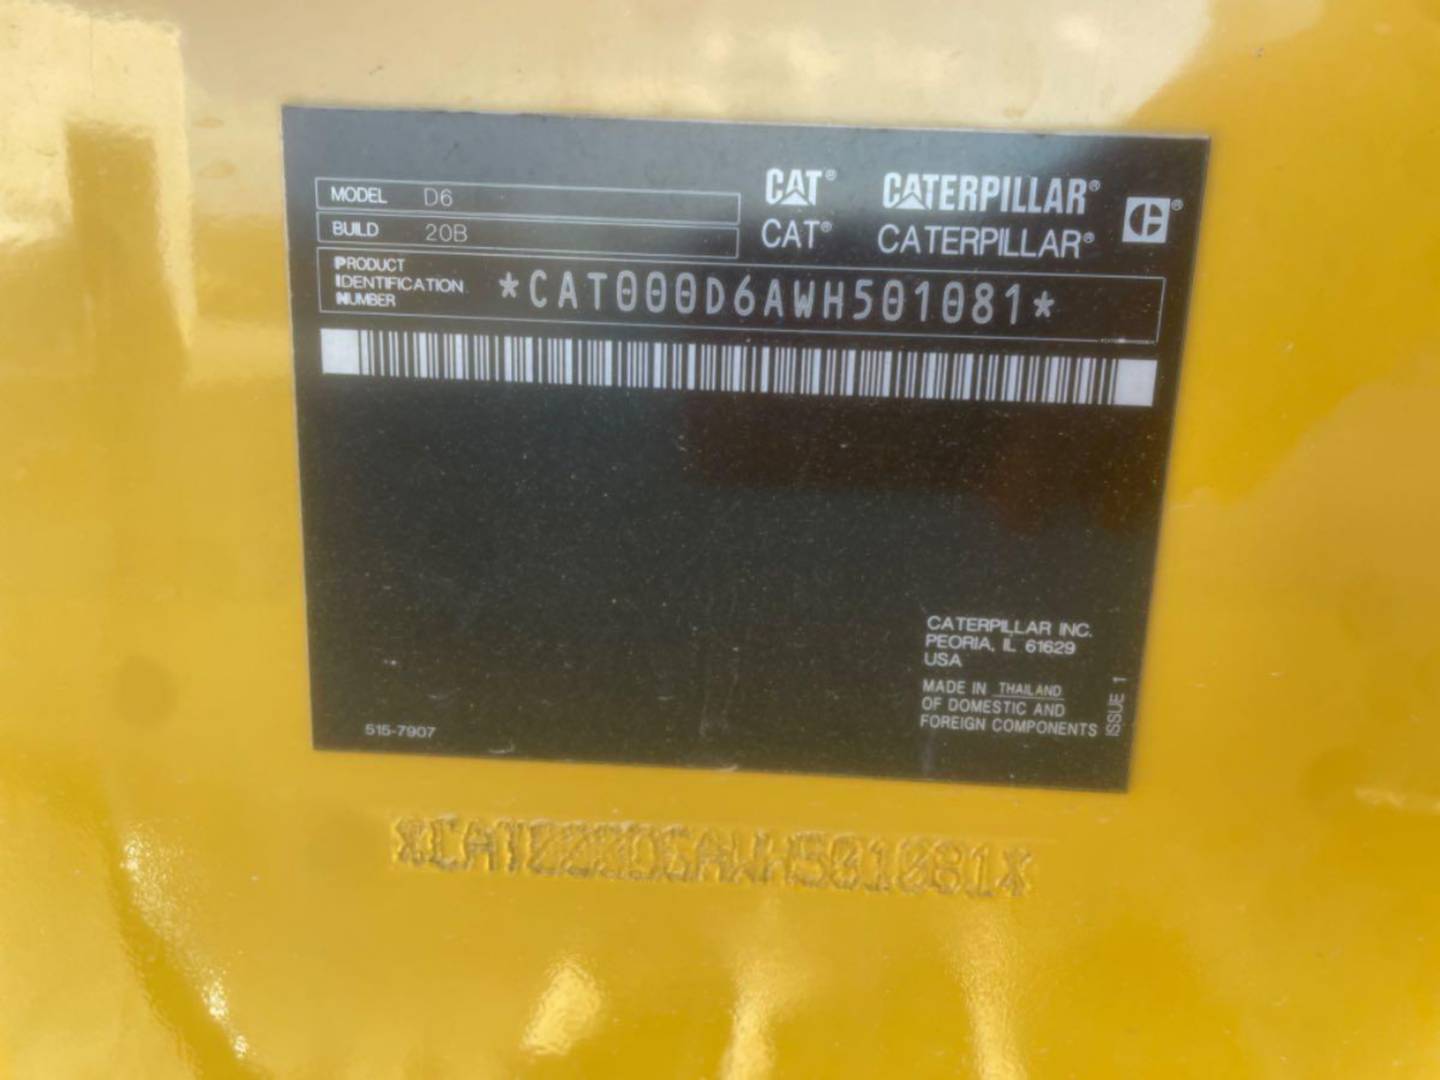 MODEL D6
BUILD 20B
CAT® CATERPILLAR®
CAT® CATERPILLAR®
PRODUCT
IDENTIFICATION
NUMBER
*CAT000D6AWH501081*
CATERPILLAR INC.
PEORIA, IL 61629
USA
MADE IN THAILAND
OF DOMESTIC AND
FOREIGN COMPONENTS
ISSUE 1
515-7907
*CAT000D6AWH501081*